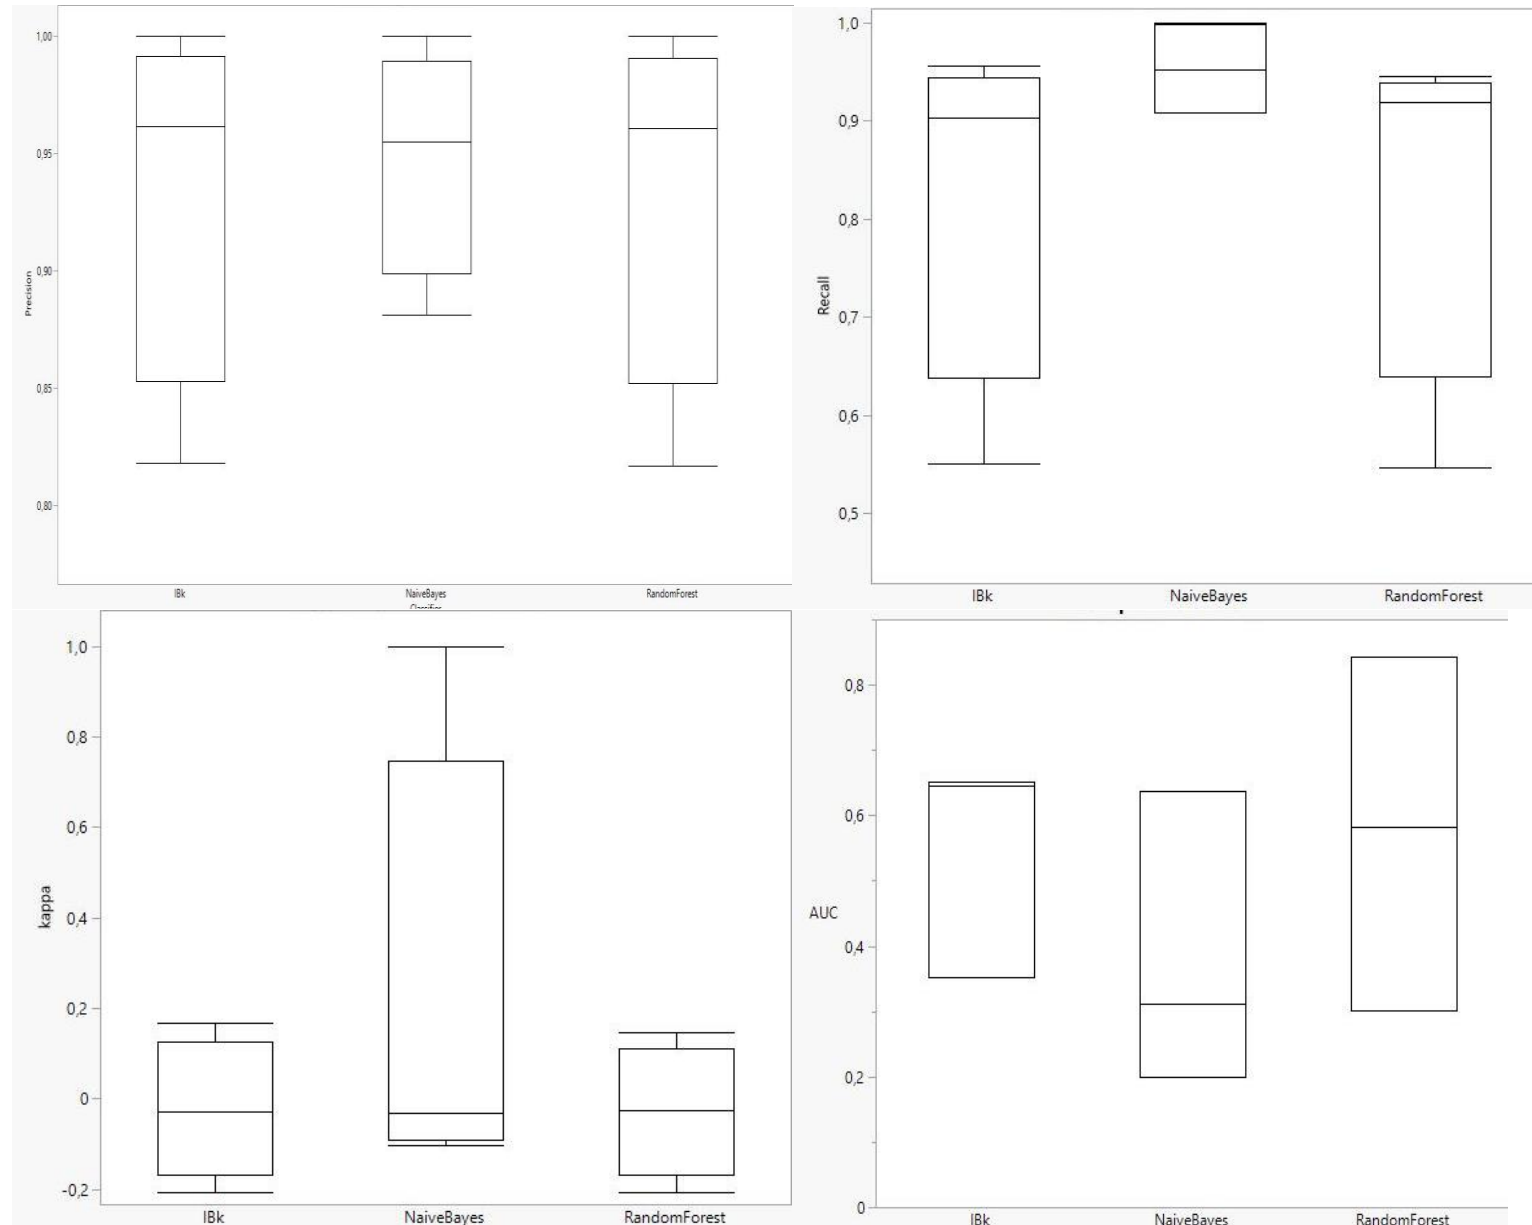 1,00
0,95
0,90
0,85
0,80
Precision
IBk
NaiveBayes
RandomForest
Classifier
1,0
0,9
0,8
0,7
0,6
0,5
Recall
IBk
NaiveBayes
RandomForest
1,0
0,8
0,6
0,4
0,2
0
-0,2
kappa
IBk
NaiveBayes
RandomForest
0,8
0,6
0,4
0,2
0
AUC
IBk
NaiveBayes
RandomForest